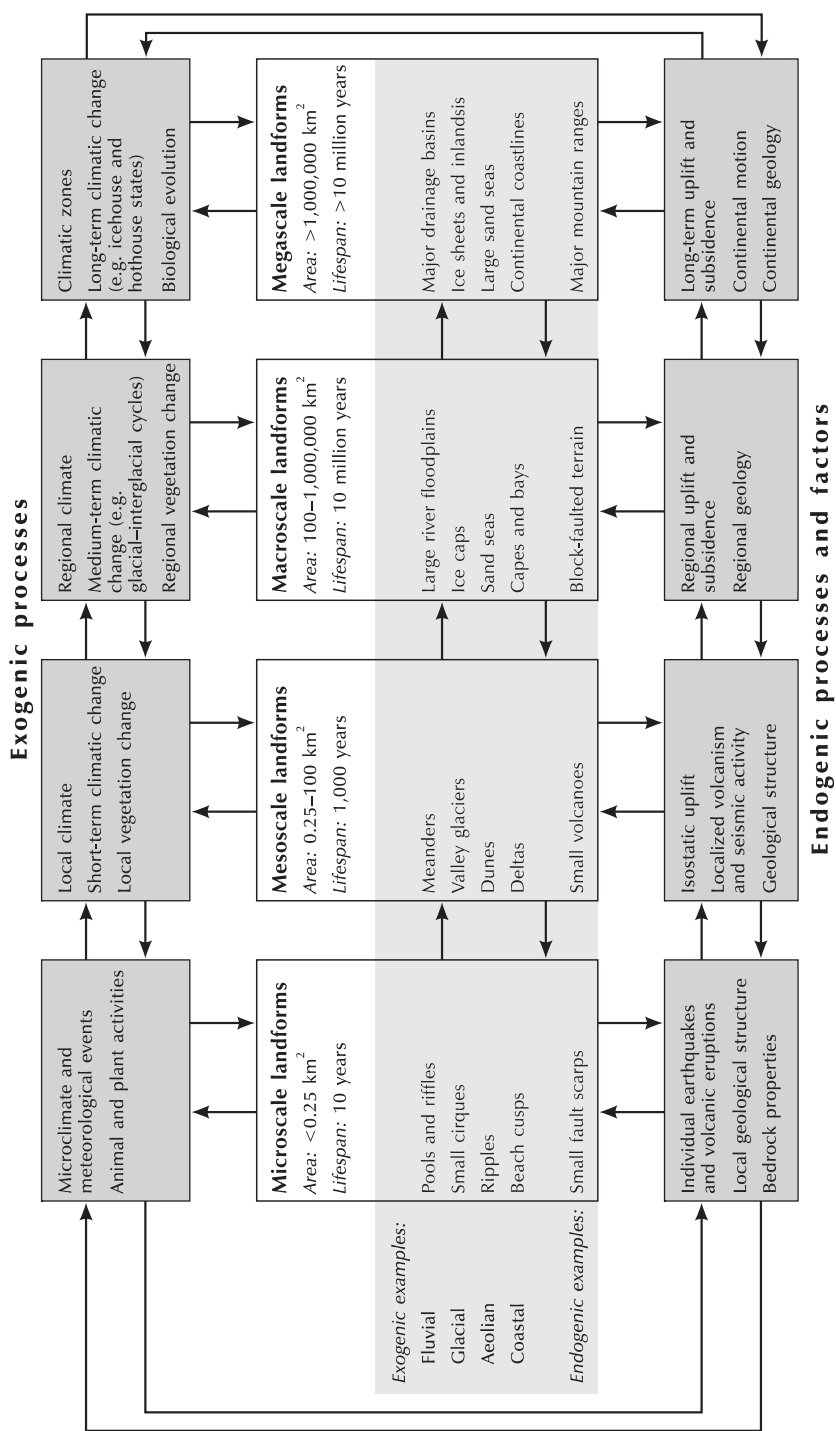 Exogenic processes
Microclimate and
meteorological events
Animal and plant activities
Local climate
Short-term climatic change
Local vegetation change
Regional climate
Medium-term climatic
change (e.g.
glacial–interglacial cycles)
Regional vegetation change
Climatic zones
Long-term climatic change
(e.g. icehouse and
hothouse states)
Biological evolution
Microscale landforms
Area: <0.25 km²
Lifespan: 10 years
Mesoscale landforms
Area: 0.25–100 km²
Lifespan: 1,000 years
Macroscale landforms
Area: 100–1,000,000 km²
Lifespan: 10 million years
Megascale landforms
Area: >1,000,000 km²
Lifespan: >10 million years
Exogenic examples:
Fluvial
Glacial
Aeolian
Coastal
Endogenic examples:
Pools and riffles
Small cirques
Ripples
Beach cusps
Small fault scarps
Meanders
Valley glaciers
Dunes
Deltas
Small volcanoes
Large river floodplains
Ice caps
Sand seas
Capes and bays
Block-faulted terrain
Major drainage basins
Ice sheets and inlandsis
Large sand seas
Continental coastlines
Major mountain ranges
Individual earthquakes
and volcanic eruptions
Local geological structure
Bedrock properties
Isostatic uplift
Localized volcanism
and seismic activity
Geological structure
Regional uplift and
subsidence
Regional geology
Long-term uplift and
subsidence
Continental motion
Continental geology
Endogenic processes and factors